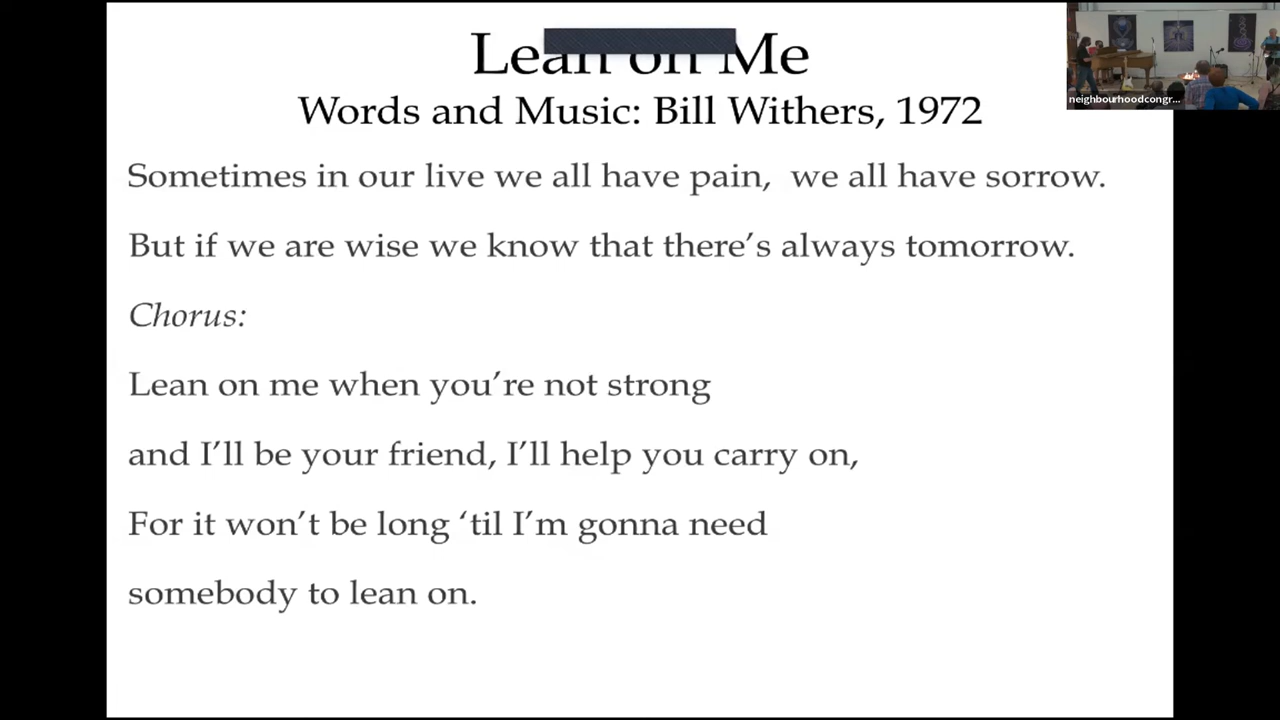 Lean on Me
Words and Music: Bill Withers, 1972
neighbourhoodcongr...
Sometimes in our live we all have pain,  we all have sorrow.
But if we are wise we know that there’s always tomorrow.
Chorus:
Lean on me when you’re not strong
and I’ll be your friend, I’ll help you carry on,
For it won’t be long ‘til I’m gonna need
somebody to lean on.